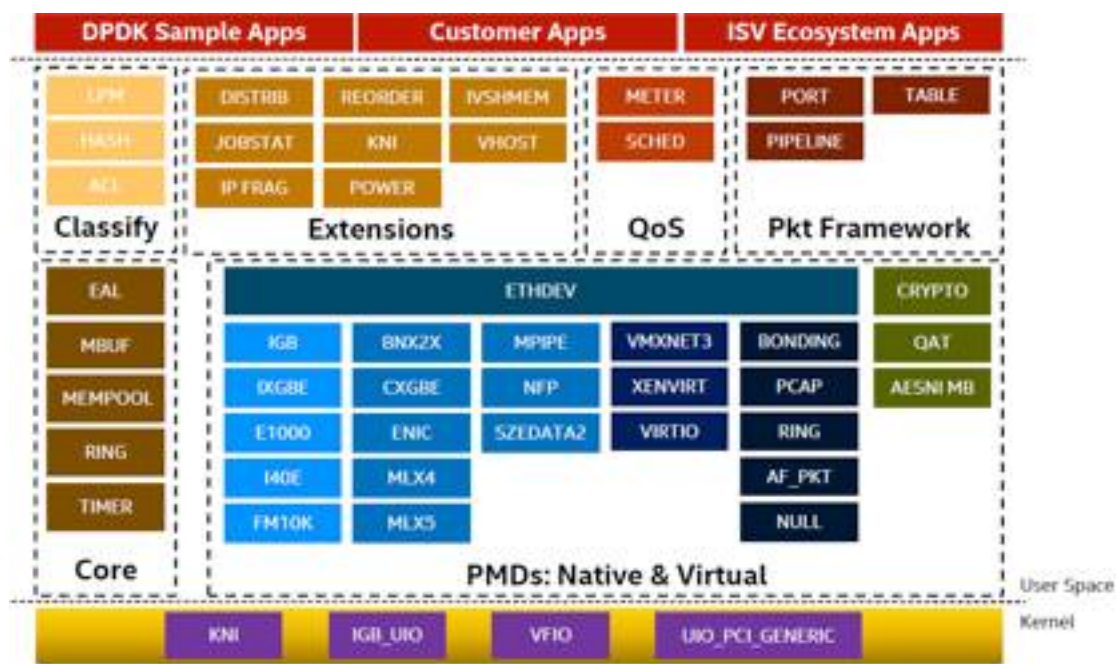 DPDK Sample Apps
Customer Apps
ISV Ecosystem Apps
LPM
HASH
ACL
Classify
DISTRIB
REORDER
IVSHMEM
JOBSTAT
KNI
VHOST
IP FRAG
POWER
Extensions
METER
SCHED
QoS
PORT
TABLE
PIPELINE
Pkt Framework
EAL
MBUF
MEMPOOL
RING
TIMER
Core
ETHDEV
CRYPTO
IGB
BNX2X
MPIPE
VMXNET3
BONDING
QAT
IXGBE
CXGBE
NFP
XENVIRT
PCAP
AESNI MB
E1000
ENIC
SZEDATA2
VIRTIO
RING
I40E
MLX4
AF_PKT
FM10K
MLX5
NULL
PMDs: Native & Virtual
User Space
Kernel
KNI
IGB_UIO
VFIO
UIO_PCI_GENERIC